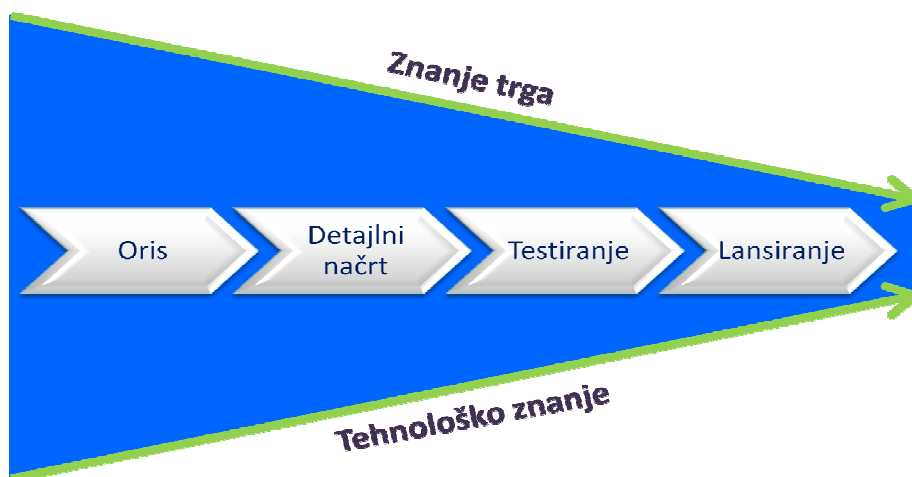 Znanje trga
Oris
Detajlni
načrt
Testiranje
Lansiranje
Tehnološko znanje